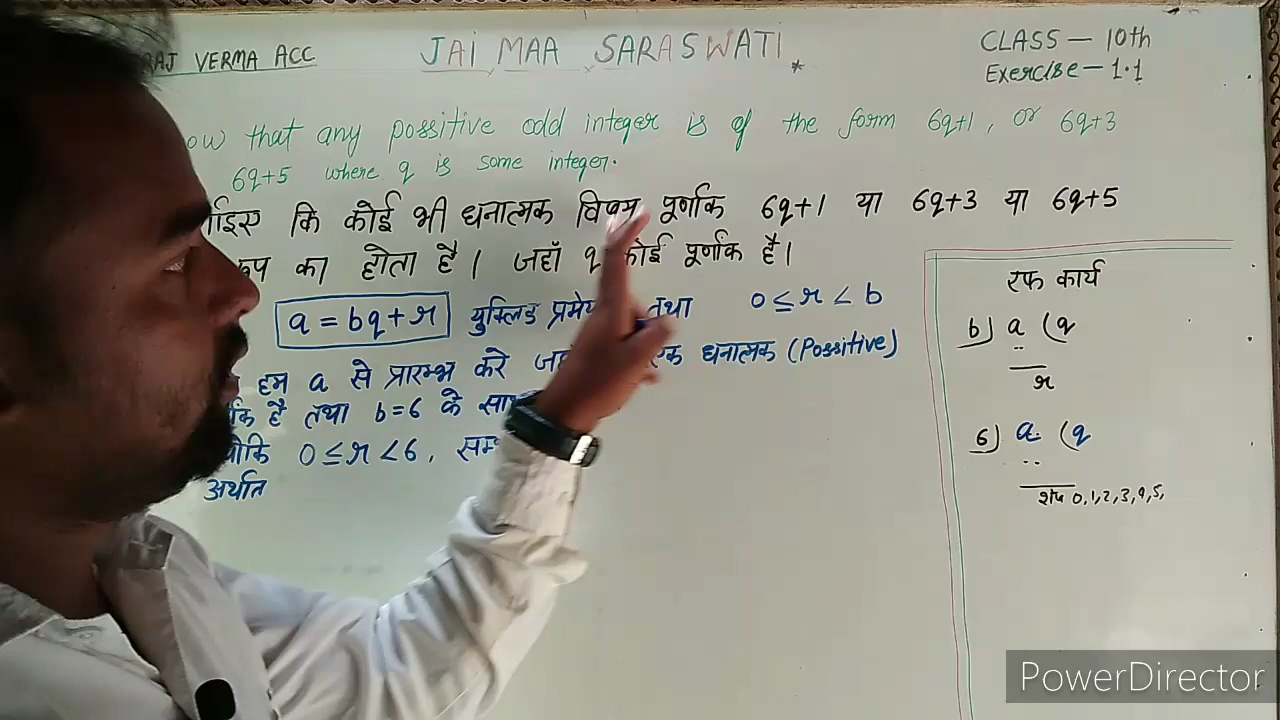 RAJ VERMA ACC
JAI MAA SARASWATI
CLASS — 10th
Exercise — 1.1
ow that any possitive odd integer is of the form 6q+1, or 6q+3
6q+5 where q is some integer.
कि कोई भी धनात्मक विषम पूर्णांक 6q+1 या 6q+3 या 6q+5
रूप का होता है। जहाँ q कोई पूर्णांक है।
a = bq + r युक्लिड तथा 0 ≤ r < b
हम a से प्रारम्भ करे एक धनात्मक (Possitive)
है तथा b=6 के
0 ≤ r < 6,
अर्थात
रफ कार्य
b) a (q
r
6) a (q
शेष 0,1,2,3,4,5,
PowerDirector